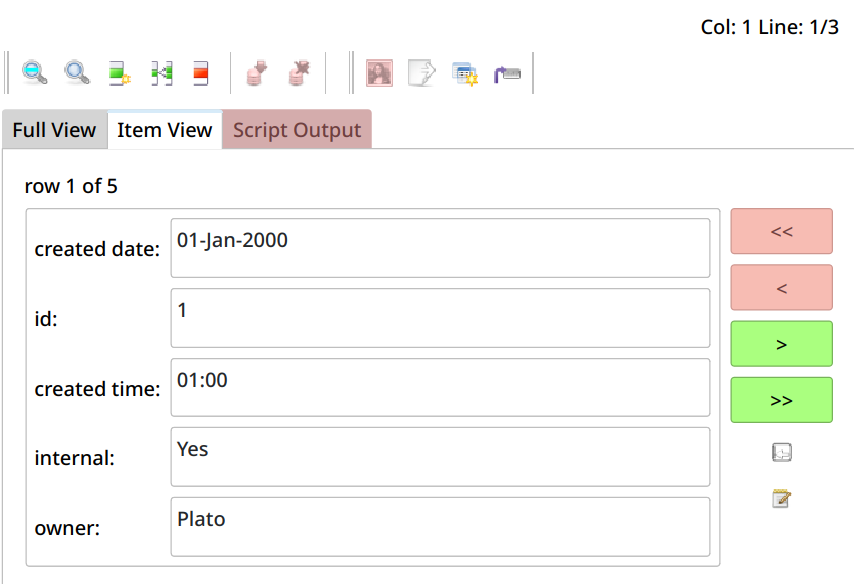 Col: 1 Line: 1/3
Full View Item View Script Output
row 1 of 5
created date: 01-Jan-2000 <<
id: 1 <
created time: 01:00 >
>>
internal: Yes
owner: Plato